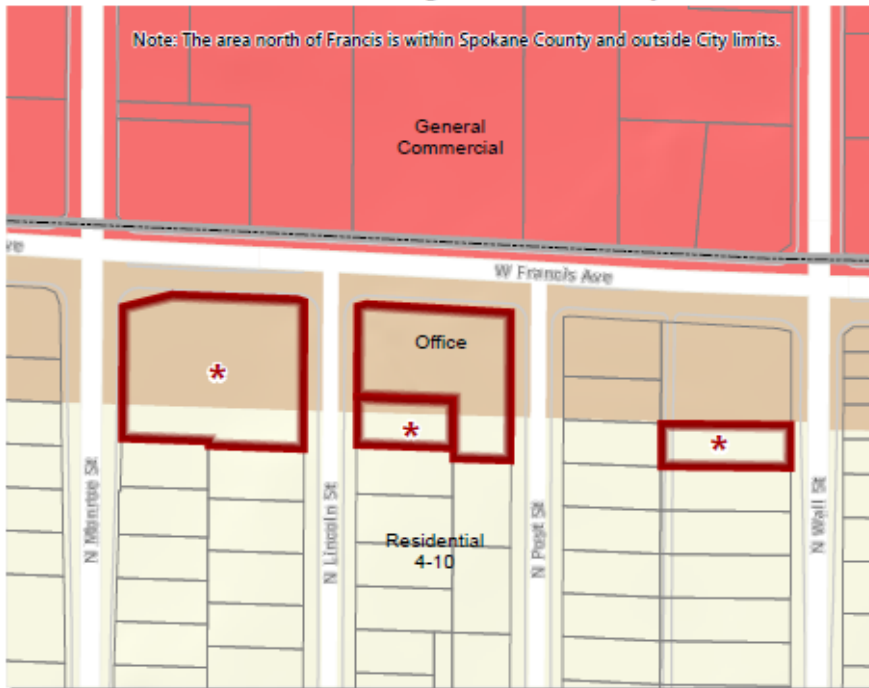 Note: The area north of Francis is within Spokane County and outside City limits.
General
Commercial
ve
W Francis Ave
*
Office
*
*
N Monroe St
N Lincoln St
Residential
4-10
N Post St
N Wall St